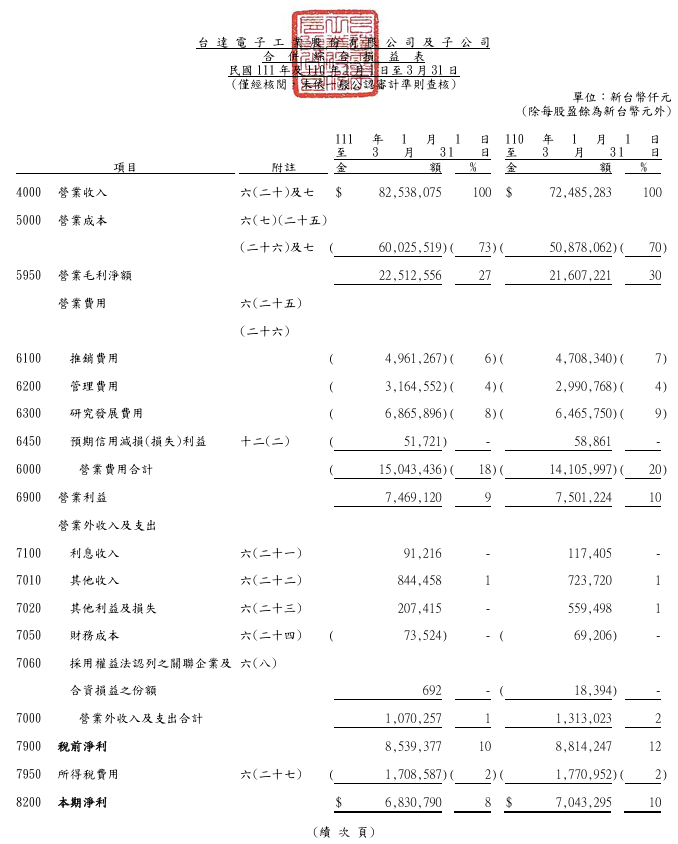 台達電子工業股份有限公司及子公司
合併綜合損益表
民國111年及110年1月1日至3月31日
(僅經核閱，未依一般公認審計準則查核)
單位：新台幣仟元
(除每股盈餘為新台幣元外)
111 年 1 月 1 日 110 年 1 月 1 日
至 3 月 31 日 至 3 月 31 日
項目 附註 金 額 % 金 額 %
4000 營業收入 六(二十)及七 $ 82,538,075 100 $ 72,485,283 100
5000 營業成本 六(七)(二十五)
(二十六)及七 ( 60,025,519) ( 73) ( 50,878,062) ( 70)
5950 營業毛利淨額 22,512,556 27 21,607,221 30
營業費用 六(二十五)
(二十六)
6100 推銷費用 ( 4,961,267) ( 6) ( 4,708,340) ( 7)
6200 管理費用 ( 3,164,552) ( 4) ( 2,990,768) ( 4)
6300 研究發展費用 ( 6,865,896) ( 8) ( 6,465,750) ( 9)
6450 預期信用減損(損失)利益 十二(二) ( 51,721) - 58,861 -
6000 營業費用合計 ( 15,043,436) ( 18) ( 14,105,997) ( 20)
6900 營業利益 7,469,120 9 7,501,224 10
營業外收入及支出
7100 利息收入 六(二十一) 91,216 - 117,405 -
7010 其他收入 六(二十二) 844,458 1 723,720 1
7020 其他利益及損失 六(二十三) 207,415 - 559,498 1
7050 財務成本 六(二十四) ( 73,524) - ( 69,206) -
7060 採用權益法認列之關聯企業及 六(八)
合資損益之份額 692 - ( 18,394) -
7000 營業外收入及支出合計 1,070,257 1 1,313,023 2
7900 稅前淨利 8,539,377 10 8,814,247 12
7950 所得稅費用 六(二十七) ( 1,708,587) ( 2) ( 1,770,952) ( 2)
8200 本期淨利 $ 6,830,790 8 $ 7,043,295 10
(續次頁)